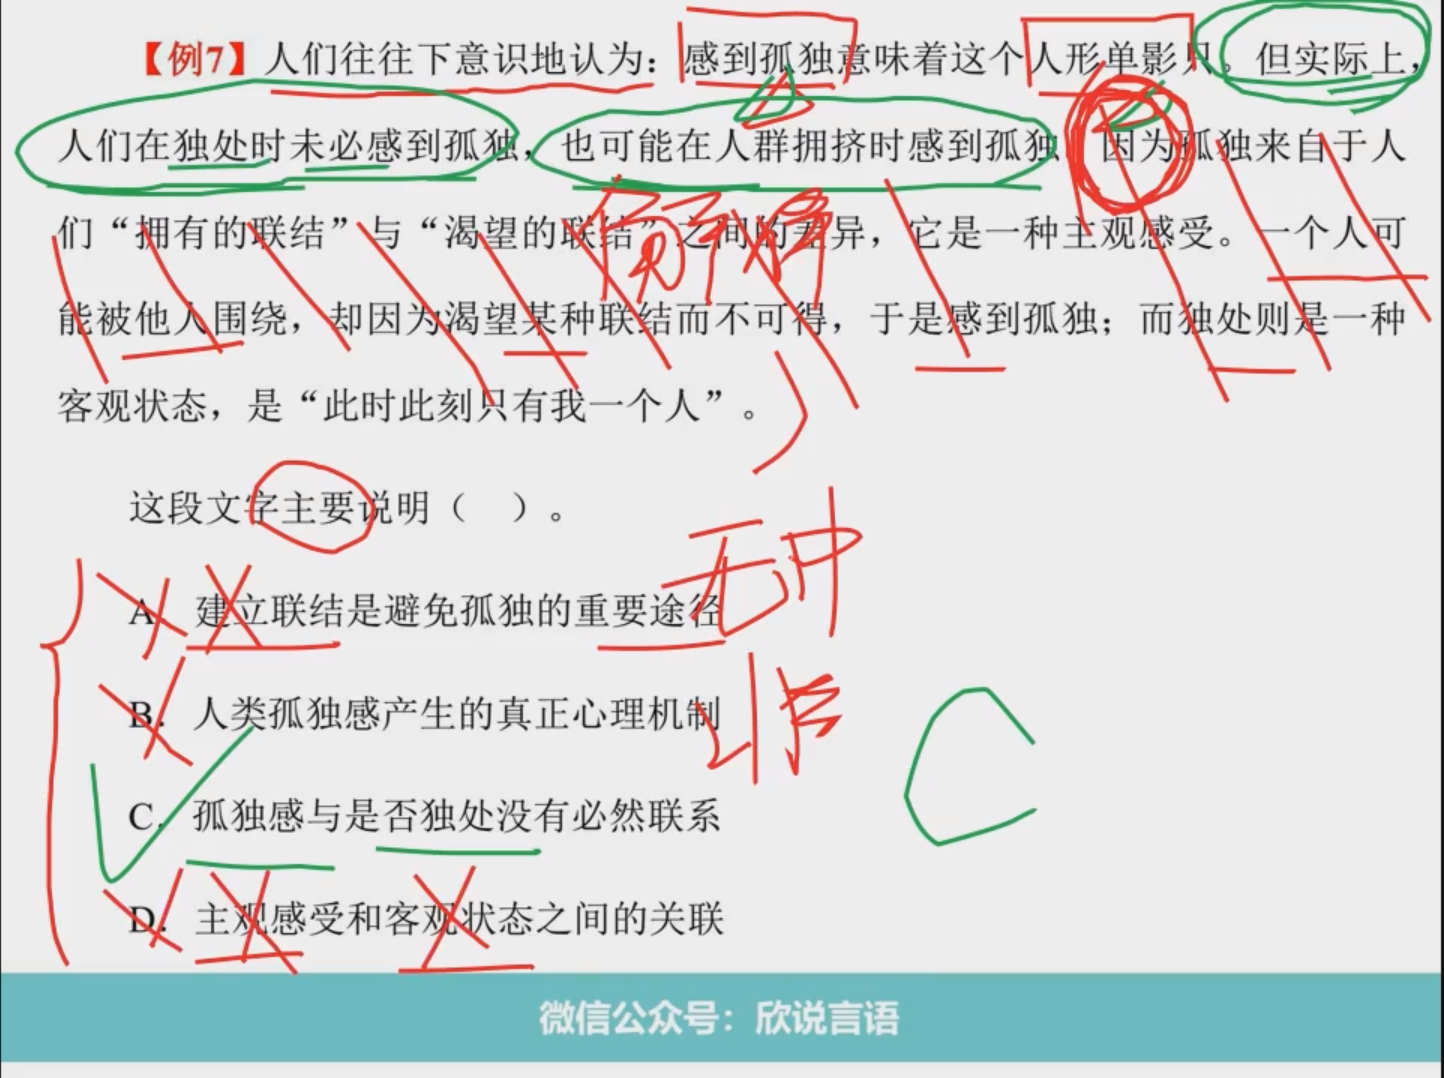 【例7】人们往往下意识地认为：感到孤独意味着这个人形单影只。但实际上，
人们在独处时未必感到孤独，也可能在人群拥挤时感到孤独 因为孤独来自于人
们“拥有的联结”与“渴望的联结”之间的差异，它是一种主观感受。一个人可
能被他人围绕，却因为渴望某种联结而不可得，于是感到孤独；而独处则是一种
客观状态，是“此时此刻只有我一个人”。
解释
这段文字主要说明（ ）。
无中
A. 建立联结是避免孤独的重要途径
B. 人类孤独感产生的真正心理机制
C
C. 孤独感与是否独处没有必然联系
D. 主观感受和客观状态之间的关联
微信公众号：欣说言语